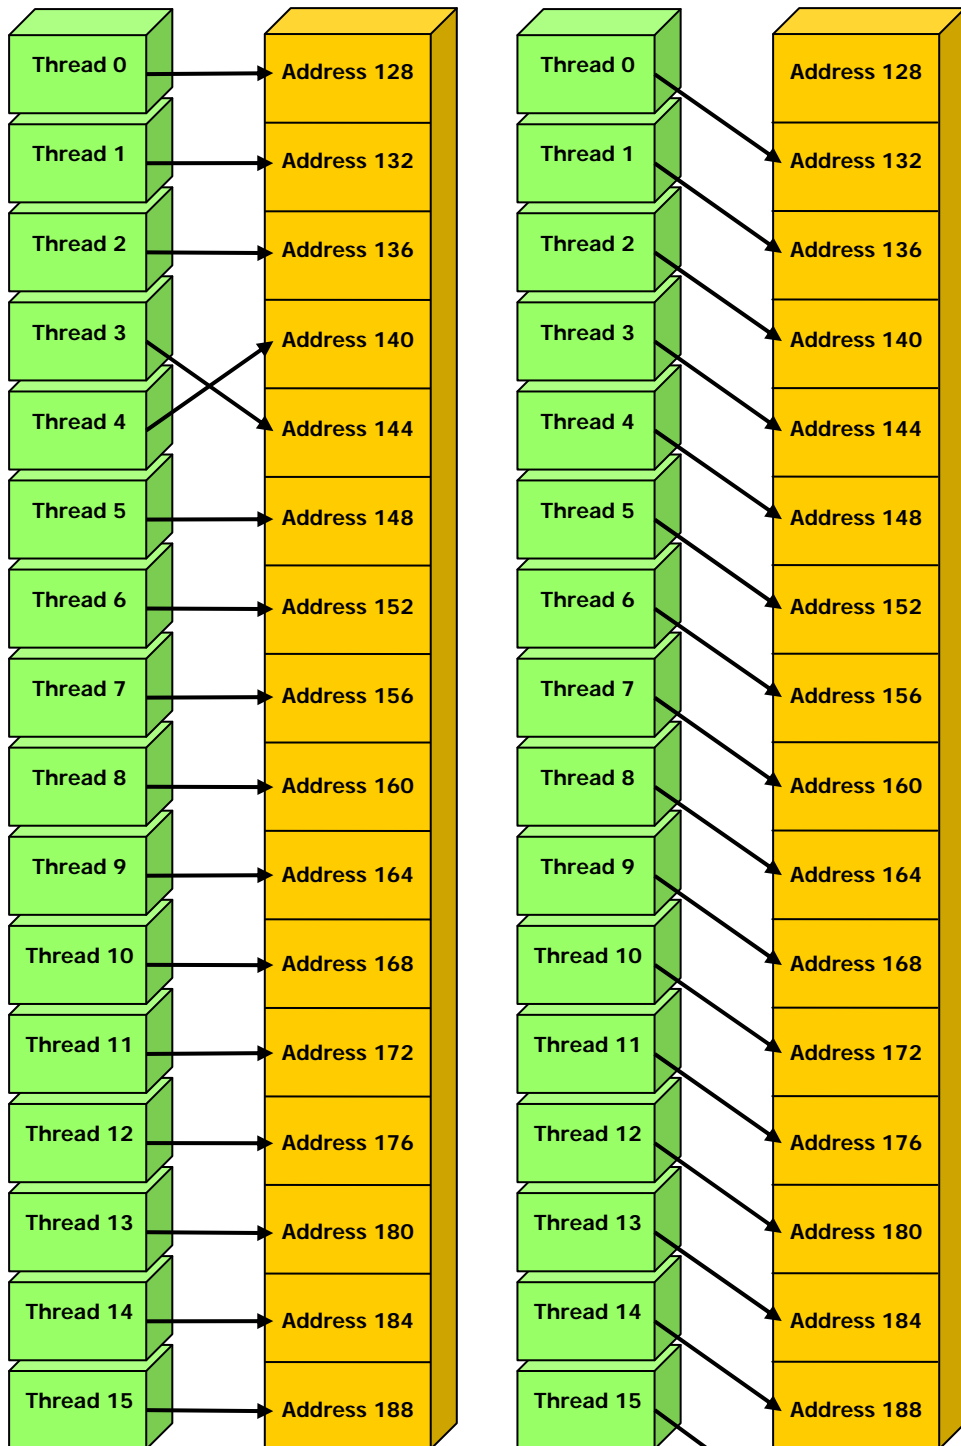 Thread 0 Address 128 Thread 0 Address 128
Thread 1 Address 132 Thread 1 Address 132
Thread 2 Address 136 Thread 2 Address 136
Thread 3 Address 140 Thread 3 Address 140
Thread 4 Address 144 Thread 4 Address 144
Thread 5 Address 148 Thread 5 Address 148
Thread 6 Address 152 Thread 6 Address 152
Thread 7 Address 156 Thread 7 Address 156
Thread 8 Address 160 Thread 8 Address 160
Thread 9 Address 164 Thread 9 Address 164
Thread 10 Address 168 Thread 10 Address 168
Thread 11 Address 172 Thread 11 Address 172
Thread 12 Address 176 Thread 12 Address 176
Thread 13 Address 180 Thread 13 Address 180
Thread 14 Address 184 Thread 14 Address 184
Thread 15 Address 188 Thread 15 Address 188